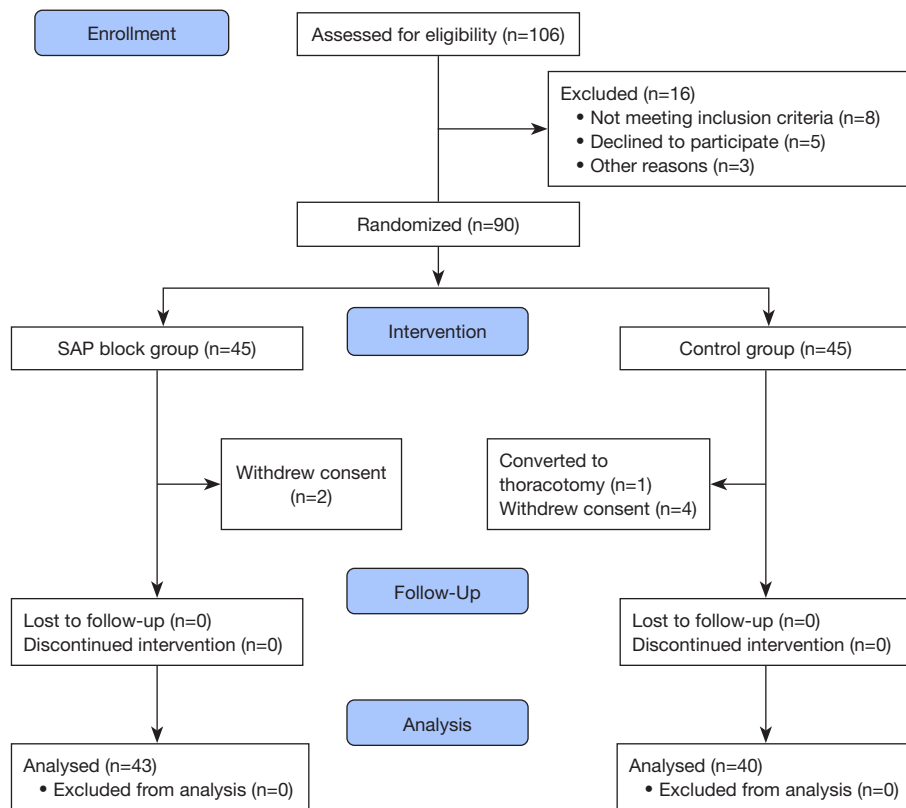 Enrollment
Assessed for eligibility (n=106)
Excluded (n=16)
• Not meeting inclusion criteria (n=8)
• Declined to participate (n=5)
• Other reasons (n=3)
Randomized (n=90)
Intervention
SAP block group (n=45)
Control group (n=45)
Withdrew consent
(n=2)
Converted to
thoracotomy (n=1)
Withdrew consent (n=4)
Follow-Up
Lost to follow-up (n=0)
Discontinued intervention (n=0)
Lost to follow-up (n=0)
Discontinued intervention (n=0)
Analysis
Analysed (n=43)
• Excluded from analysis (n=0)
Analysed (n=40)
• Excluded from analysis (n=0)